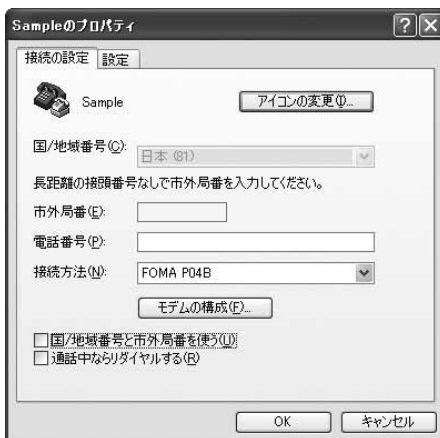 Sampleのプロパティ
接続の設定 設定
Sample
アイコンの変更(I)...
国/地域番号(C):
日本 (81)
長距離の接頭番号なしで市外局番を入力してください。
市外局番(E):
電話番号(P):
接続方法(N):
FOMA P04B
モデムの構成(F)...
国/地域番号と市外局番を使う(U)
通話中ならリダイヤルする(R)
OK キャンセル